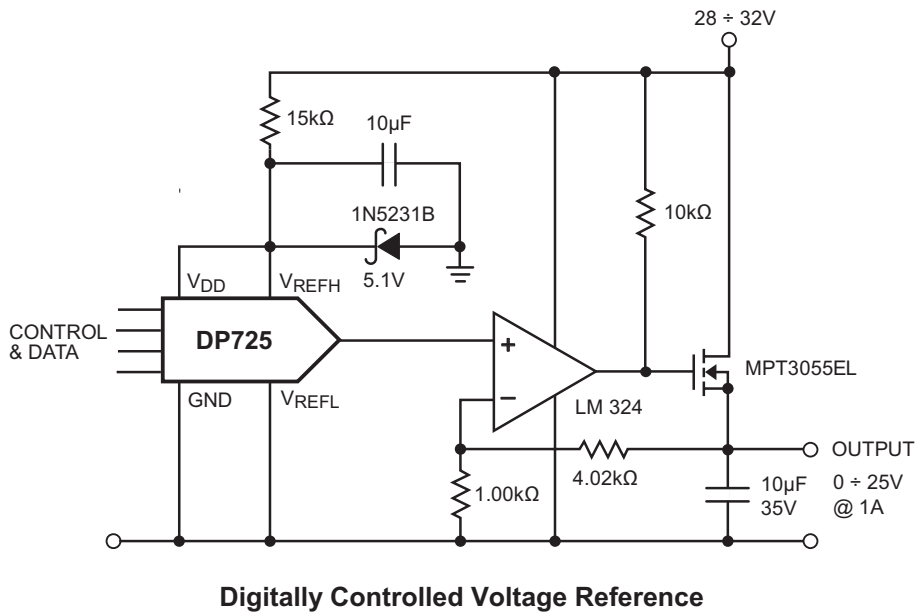 28 ÷ 32V
15kΩ
10µF
1N5231B
5.1V
10kΩ
VDD
VREFH
CONTROL
& DATA
DP725
GND
VREFL
+
–
LM 324
MPT3055EL
1.00kΩ
4.02kΩ
10µF
35V
OUTPUT
0 ÷ 25V
@ 1A
Digitally Controlled Voltage Reference